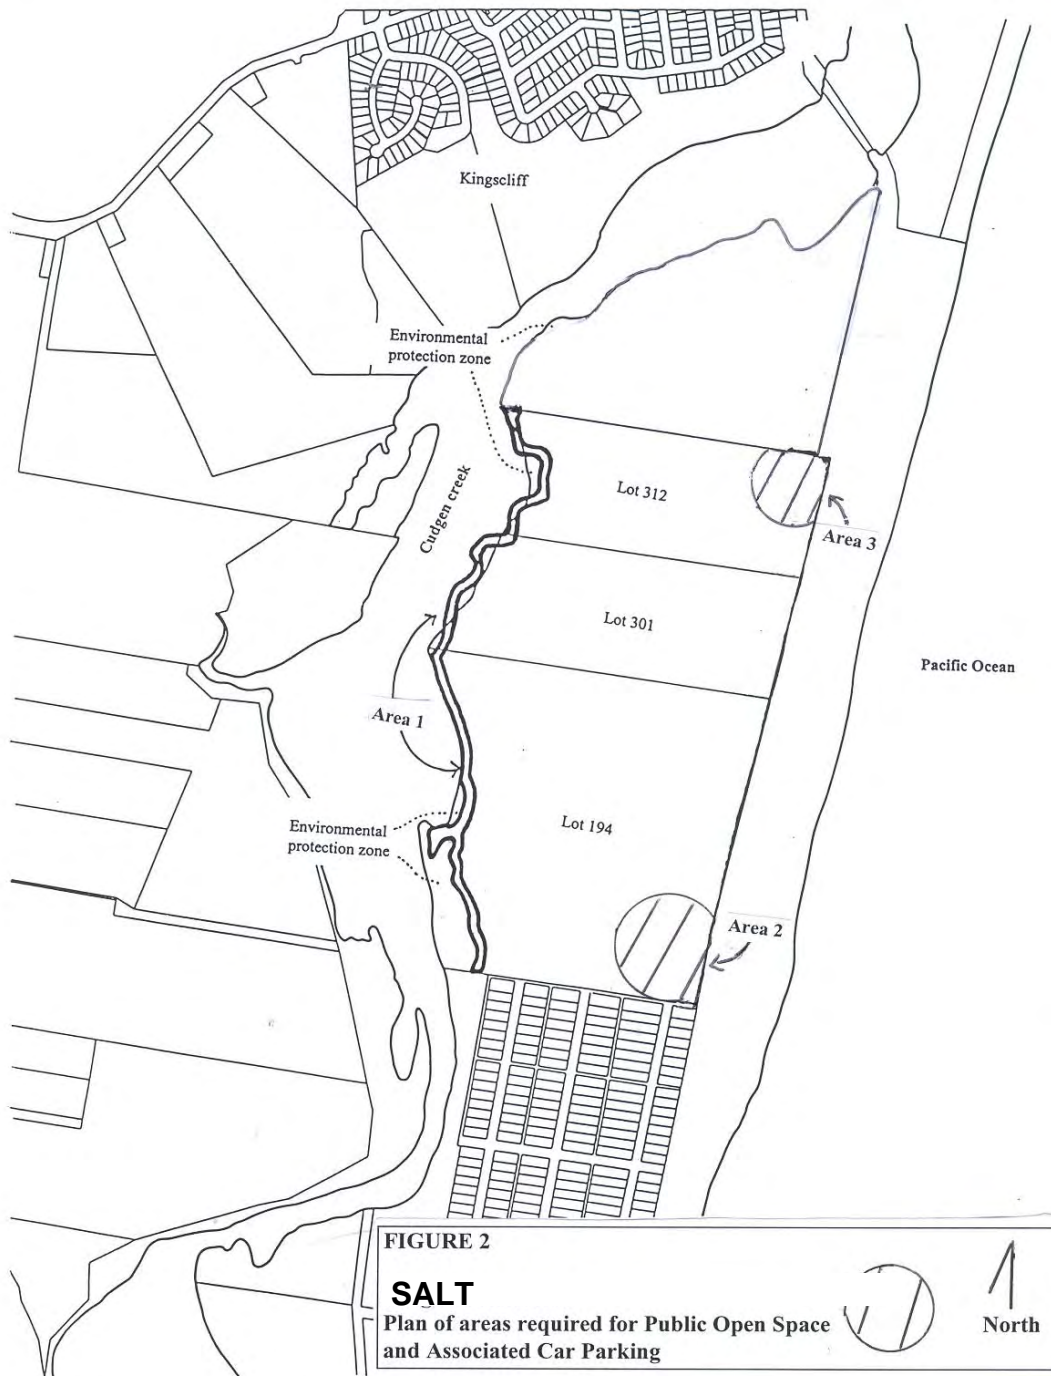 Kingscliff
Environmental
protection zone
Lot 312
Cudgen creek
Area 3
Lot 301
Pacific Ocean
Area 1
Lot 194
Environmental
protection zone
Area 2
FIGURE 2
SALT
Plan of areas required for Public Open Space
and Associated Car Parking
North